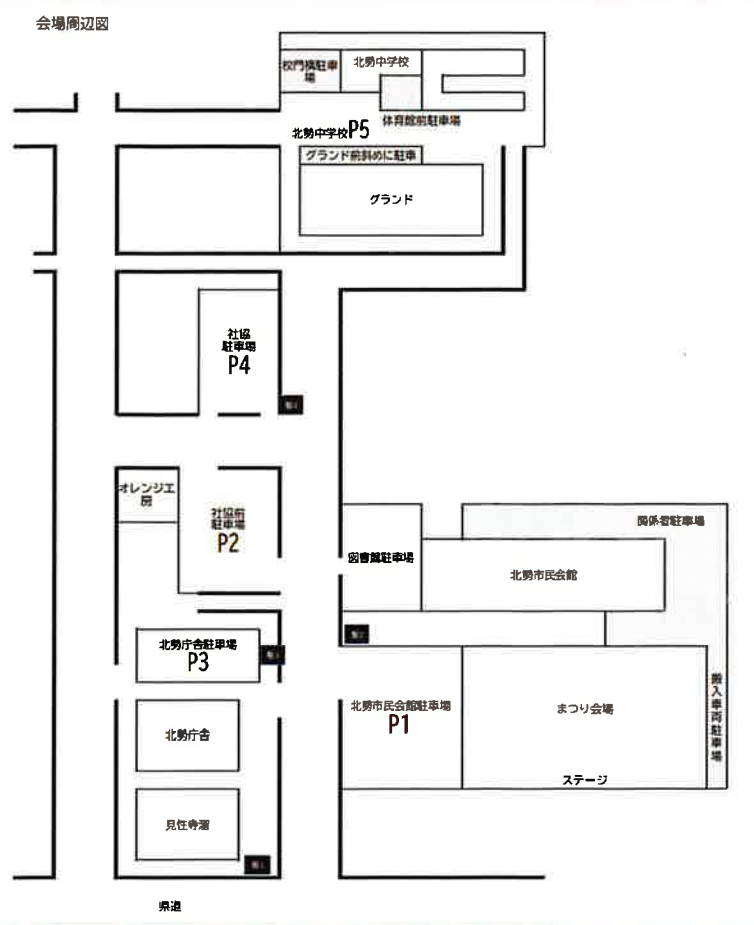 会場周辺図
校門横駐車
場
北勢中学校
体育館前駐車場
北勢中学校P5
グランド前斜めに駐車
グランド
社協
駐車場
P4
オレンジ工
房
社協前
駐車場
P2
関係者駐車場
図書館駐車場
北勢市民会館
北勢庁舎駐車場
P3
北勢市民会館駐車場
P1
まつり会場
搬入車両駐車場
北勢庁舎
ステージ
県道